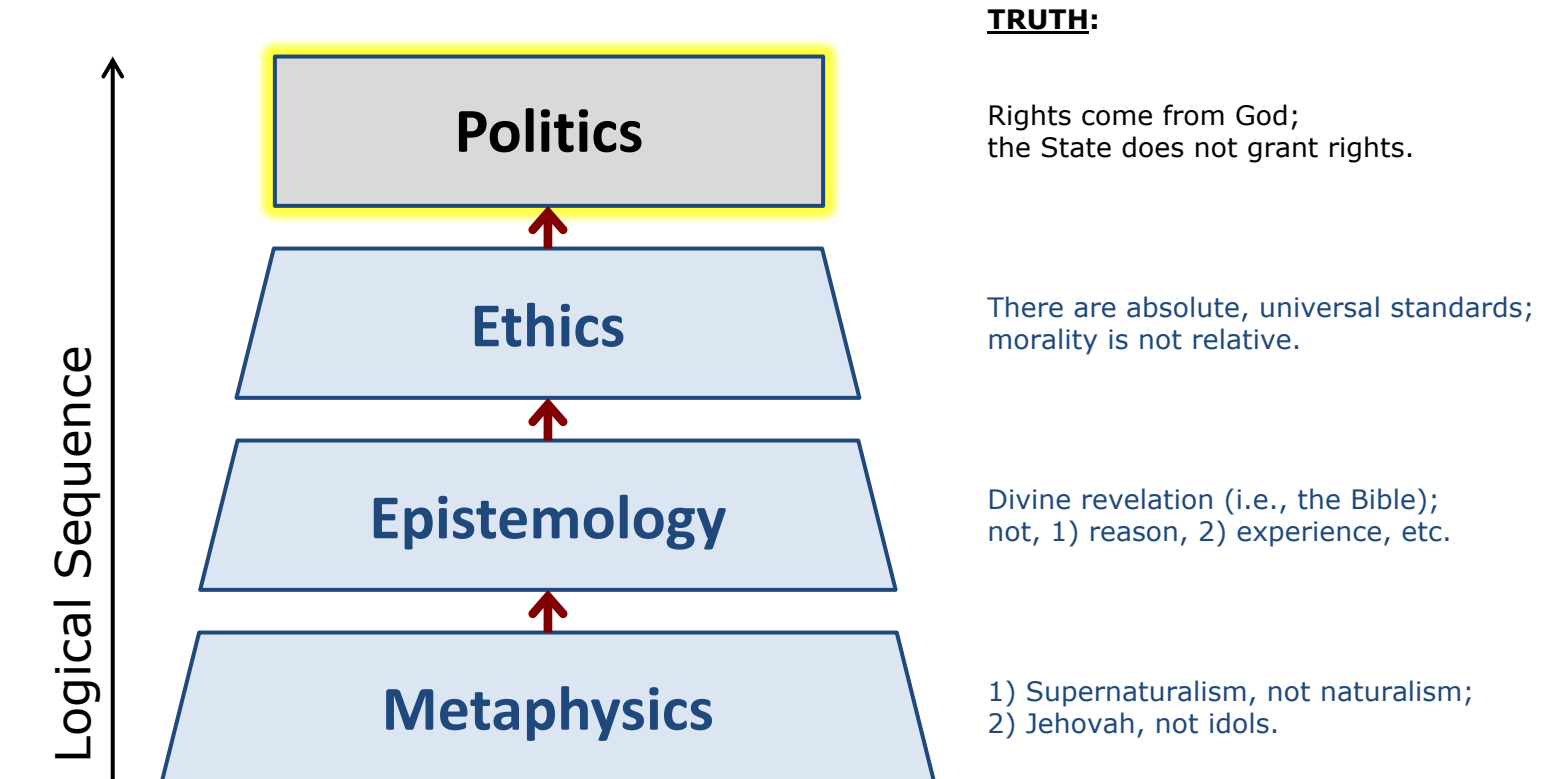 TRUTH:
Politics
Rights come from God;
the State does not grant rights.
Ethics
There are absolute, universal standards;
morality is not relative.
Epistemology
Divine revelation (i.e., the Bible);
not, 1) reason, 2) experience, etc.
Metaphysics
1) Supernaturalism, not naturalism;
2) Jehovah, not idols.
Logical Sequence